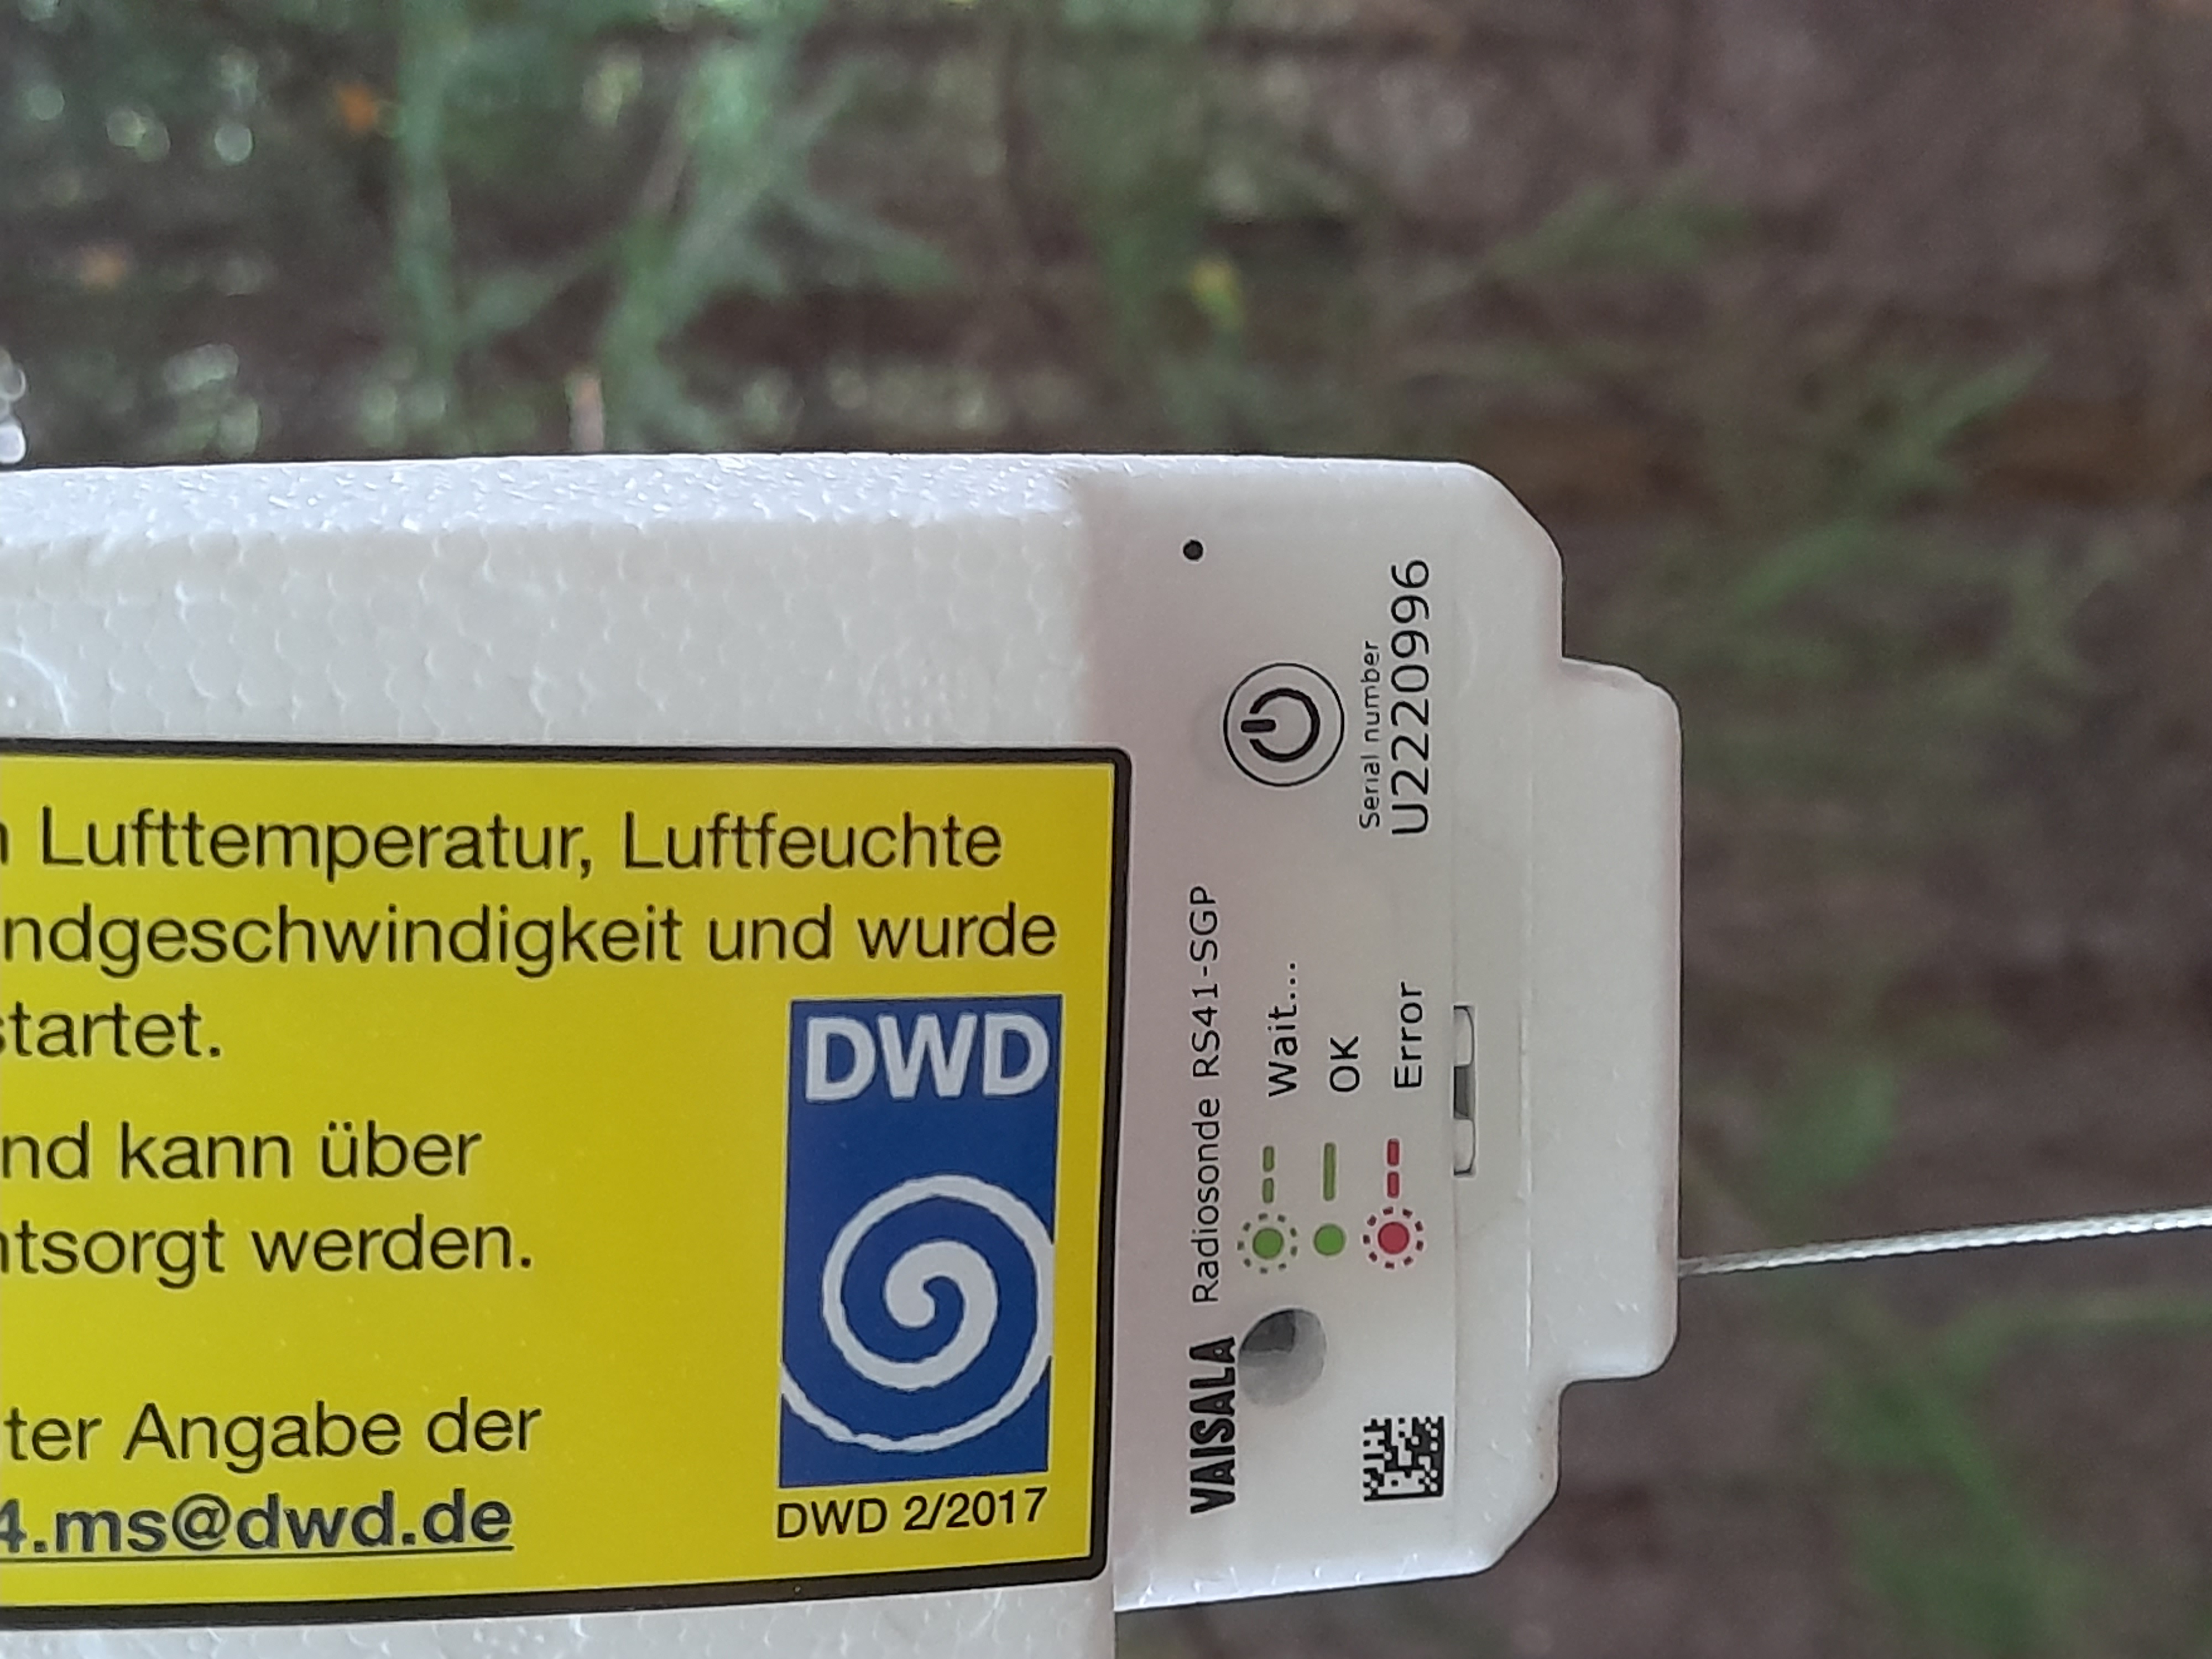 Lufttemperatur, Luftfeuchte
ndgeschwindigkeit und wurde
startet.
nd kann über
ntsorgt werden.
ter Angabe der
4.ms@dwd.de
DWD
DWD 2/2017
VAISALA Radiosonde RS41-SGP
Wait...
OK
Error
Serial number
U2220996